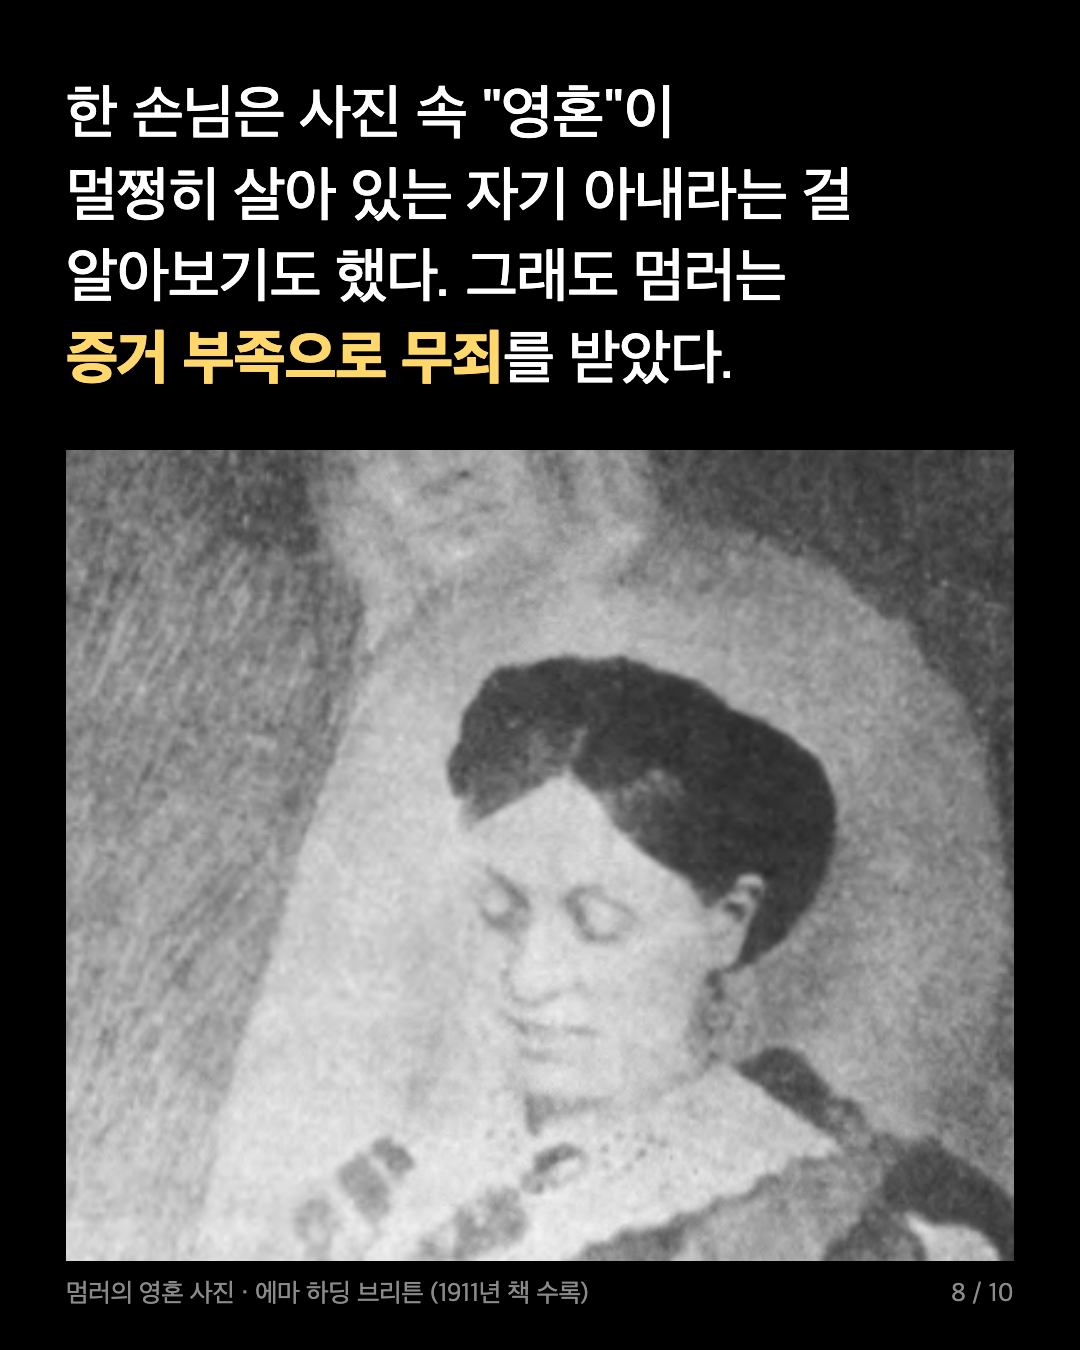 한 손님은 사진 속 "영혼"이
멀쩡히 살아 있는 자기 아내라는 걸
알아보기도 했다. 그래도 멈러는
증거 부족으로 무죄를 받았다.
멈러의 영혼 사진 · 에마 하딩 브리튼 (1911년 책 수록)
8 / 10